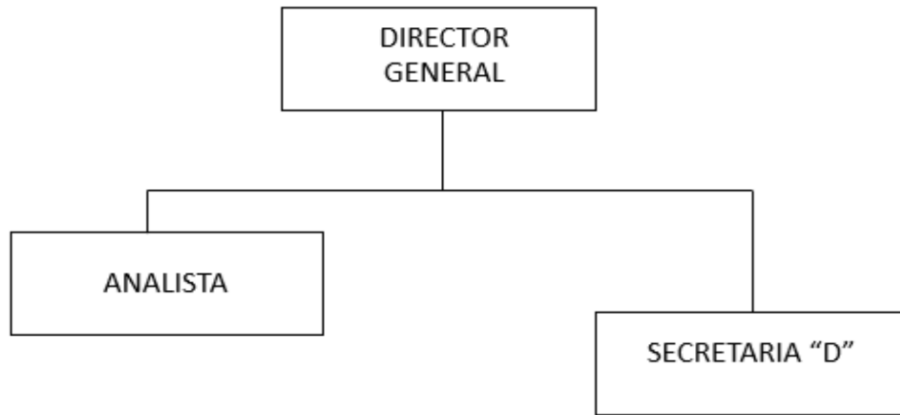 DIRECTOR
GENERAL
ANALISTA
SECRETARIA “D”